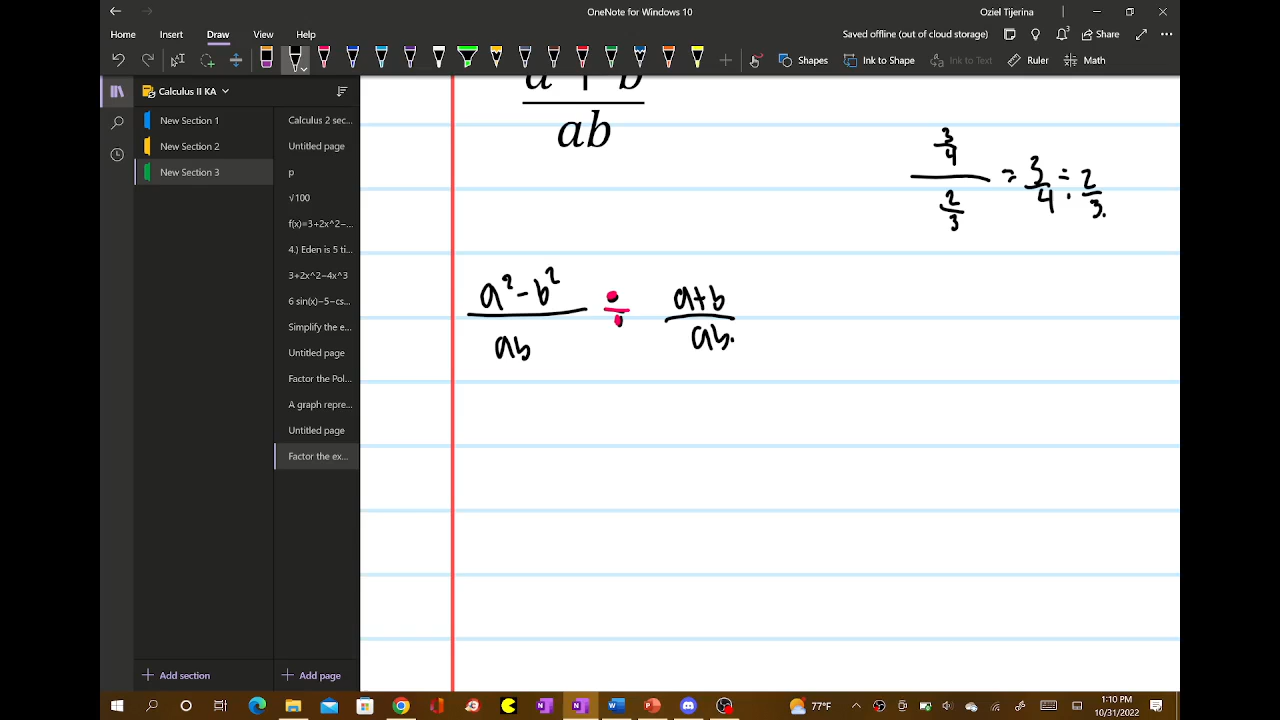 OneNote for Windows 10
Oziel Tijerina
Home Insert Draw View Help
Saved offline (out of cloud storage) 3 Share
Shapes Ink to Shape Ink to Text Ruler Math
Calculus II KA
New Section 1
New Section 2
New Section 3
Calculus 2 sec...
Untitled page
p
√100
f(x)=3+2x^2−...
4.) Eden is 5 ti...
3+2x^2−4x^3
6 sin(x)−5−cs...
Simplify the e...
Untitled page
Factor the Pol...
A graph repre...
Untitled page
Factor the ex...
Add section
Add page
a + b
ab
3/4 / 2/3 = 3/4 ÷ 2/3.
a²-b² ÷ a+b
ab ab.
77°F
1:10 PM
10/31/2022